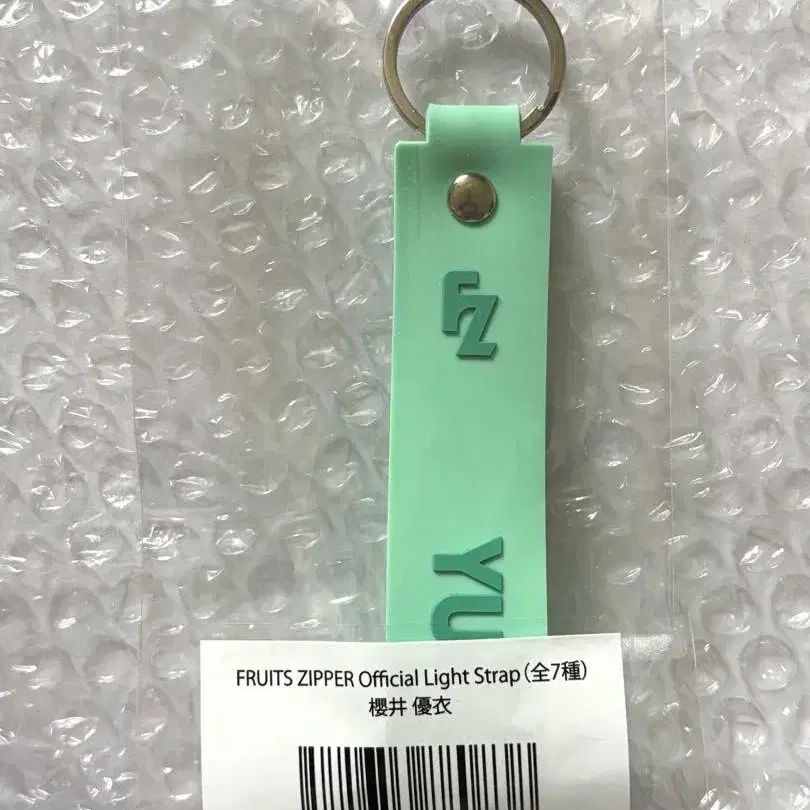 FZ
YU
FRUITS ZIPPER Official Light Strap（全7種）
櫻井 優衣